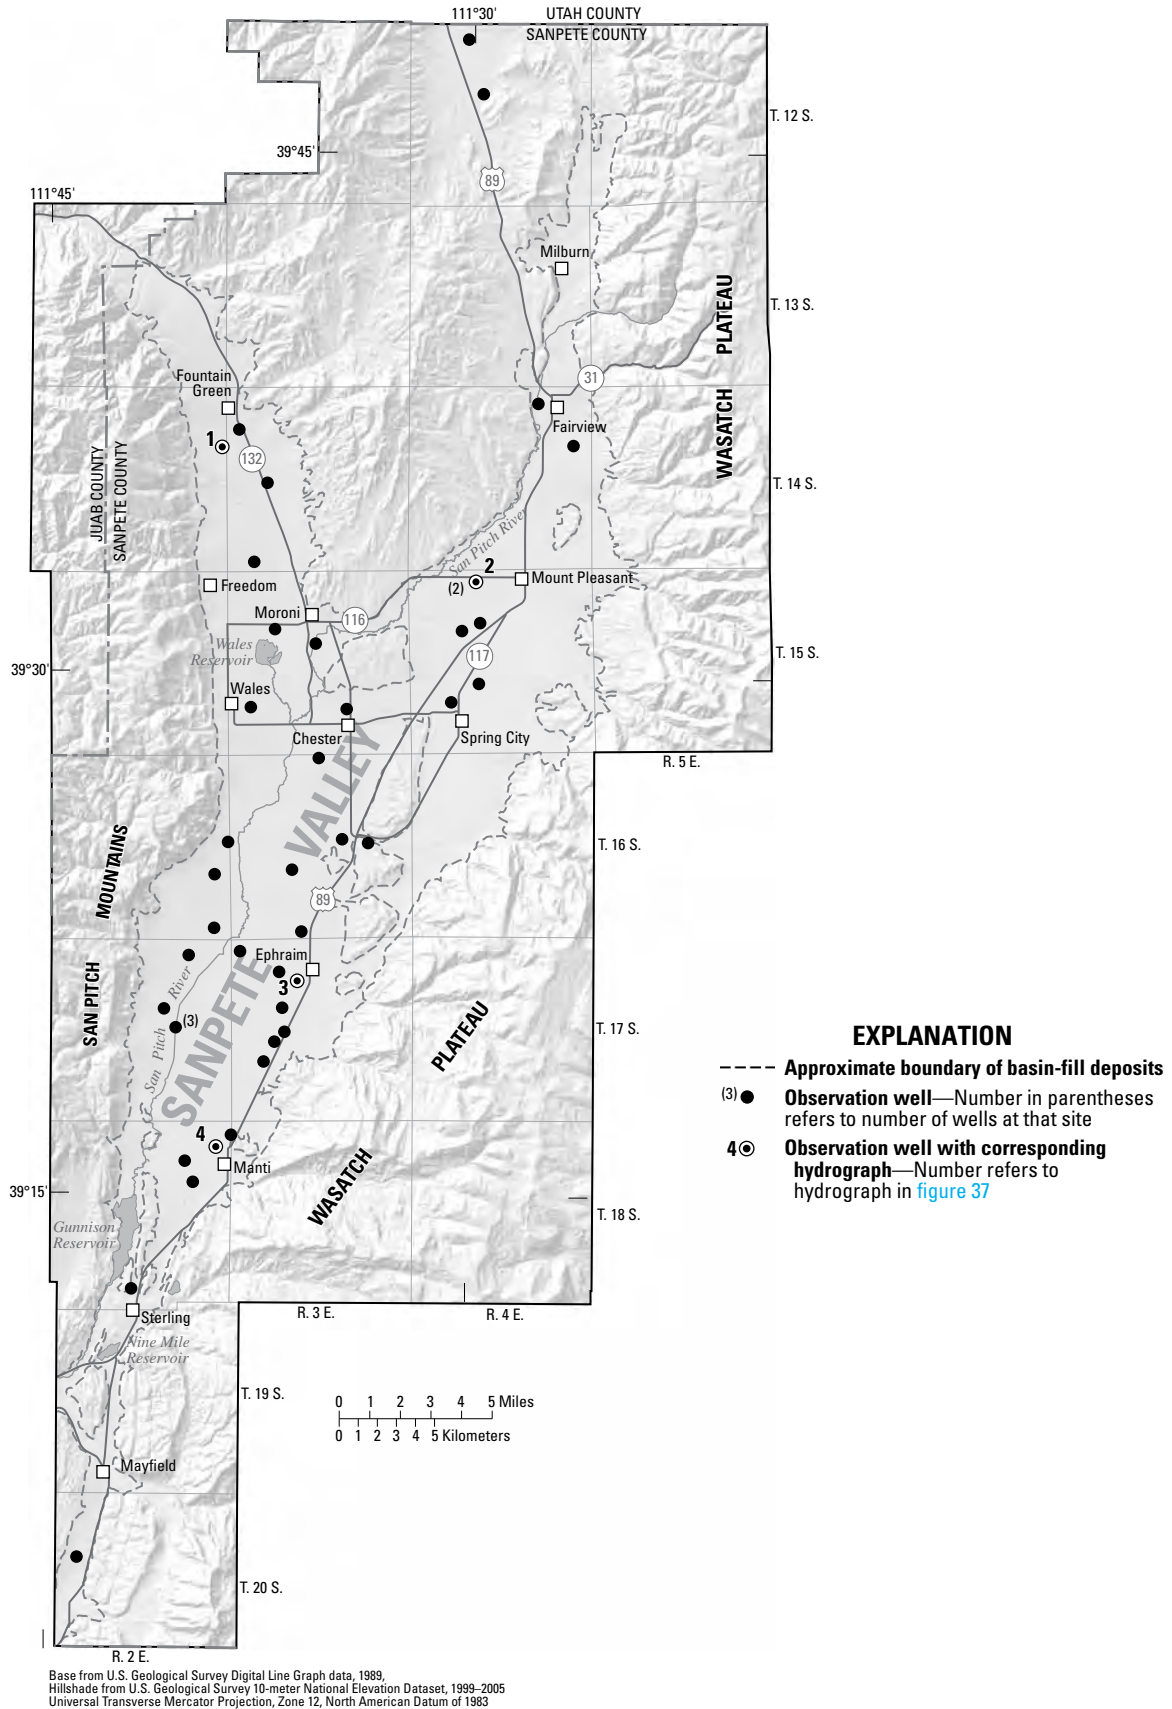 111°30'
UTAH COUNTY
SANPETE COUNTY
T. 12 S.
39°45'
89
111°45'
Milburn
T. 13 S.
WASATCH PLATEAU
31
Fountain
Green
Fairview
1
132
JUAB COUNTY
SANPETE COUNTY
T. 14 S.
San Pitch River
2
(2)
Mount Pleasant
Freedom
Moroni
116
Wales
Reservoir
117
T. 15 S.
39°30'
Wales
Chester
Spring City
R. 5 E.
SANPETE VALLEY
T. 16 S.
SAN PITCH MOUNTAINS
89
Ephraim
3
San Pitch River
(3)
T. 17 S.
WASATCH PLATEAU
4
Manti
39°15'
Gunnison
Reservoir
T. 18 S.
Sterling
R. 3 E.
R. 4 E.
Nine Mile
Reservoir
T. 19 S.
0 1 2 3 4 5 Miles
0 1 2 3 4 5 Kilometers
Mayfield
T. 20 S.
R. 2 E.
EXPLANATION
Approximate boundary of basin-fill deposits
(3) Observation well—Number in parentheses
refers to number of wells at that site
4 Observation well with corresponding
hydrograph—Number refers to
hydrograph in figure 37
Base from U.S. Geological Survey Digital Line Graph data, 1989,
Hillshade from U.S. Geological Survey 10-meter National Elevation Dataset, 1999–2005
Universal Transverse Mercator Projection, Zone 12, North American Datum of 1983